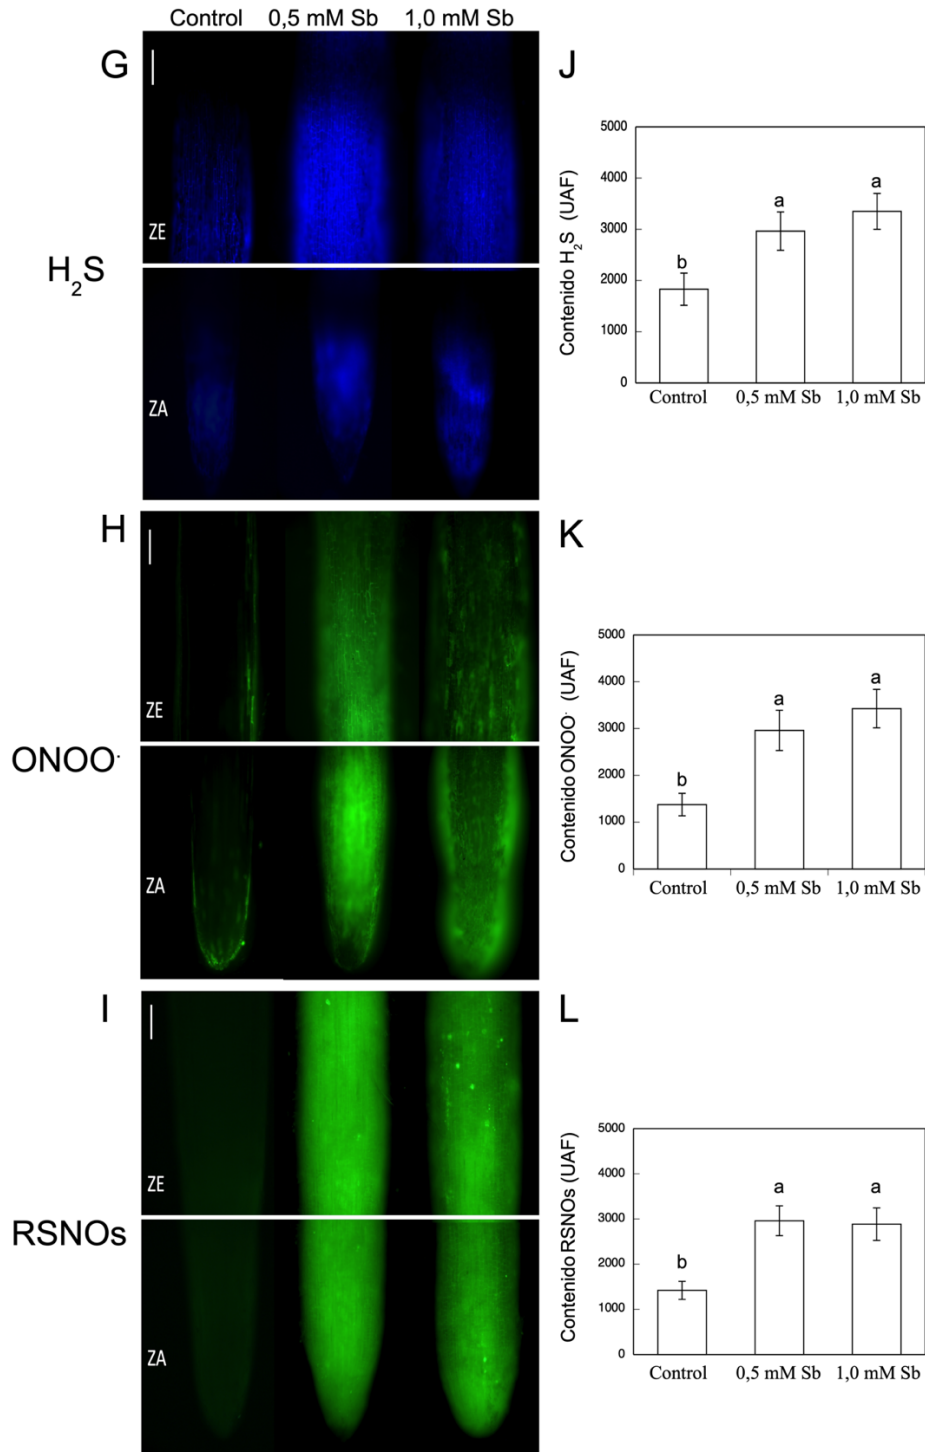 Control 0,5 mM Sb 1,0 mM Sb
G
ZE
H₂S
ZA
J
Contenido H₂S (UAF)
5000
4000
3000
2000
1000
0
b
a
a
Control 0,5 mM Sb 1,0 mM Sb
H
ZE
ONOO·
ZA
K
Contenido ONOO· (UAF)
5000
4000
3000
2000
1000
0
b
a
a
Control 0,5 mM Sb 1,0 mM Sb
I
ZE
RSNOs
ZA
L
Contenido RSNOs (UAF)
5000
4000
3000
2000
1000
0
b
a
a
Control 0,5 mM Sb 1,0 mM Sb